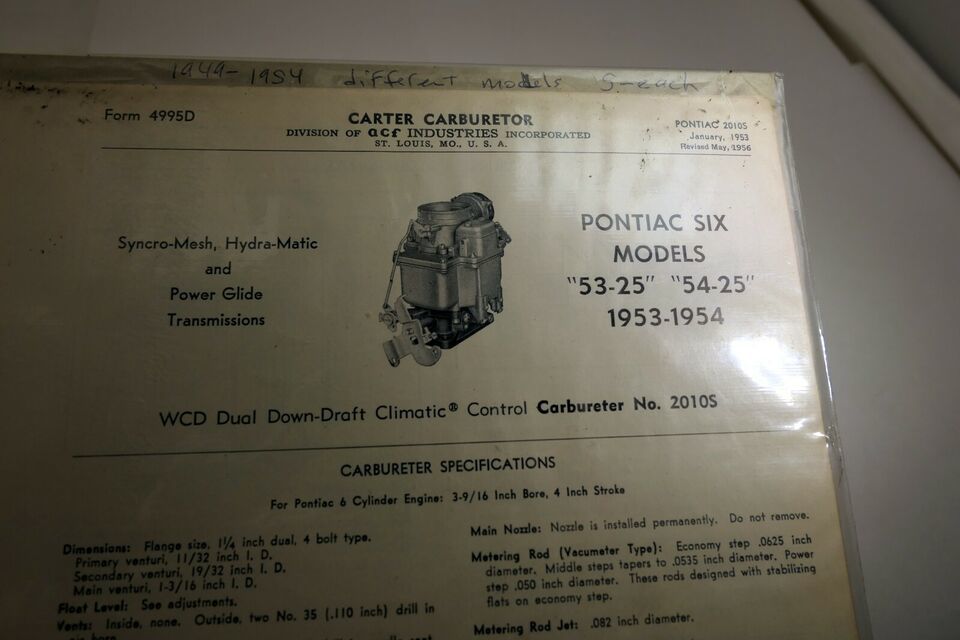 1949-1954 different models 5-each
Form 4995D
CARTER CARBURETOR
DIVISION OF acf INDUSTRIES INCORPORATED
ST. LOUIS, MO., U. S. A.
PONTIAC 2010S
January, 1953
Revised May, 1956
Syncro-Mesh, Hydra-Matic
and
Power Glide
Transmissions
PONTIAC SIX
MODELS
"53-25" "54-25"
1953-1954
WCD Dual Down-Draft Climatic® Control Carbureter No. 2010S
CARBURETER SPECIFICATIONS
For Pontiac 6 Cylinder Engine: 3-9/16 Inch Bore, 4 Inch Stroke
Dimensions: Flange size, 1¼ inch dual, 4 bolt type.
Primary venturi, 11/32 inch I. D.
Secondary venturi, 19/32 inch I. D.
Main venturi, 1-3/16 inch I. D.
Float Level: See adjustments.
Vents: Inside, none. Outside, two No. 35 (.110 inch) drill in
Main Nozzle: Nozzle is installed permanently. Do not remove.
Metering Rod (Vacumeter Type): Economy step .0625 inch
diameter. Middle steps tapers to .0535 inch diameter. Power
step .050 inch diameter. These rods designed with stabilizing
flats on economy step.
Metering Rod Jet: .082 inch diameter.